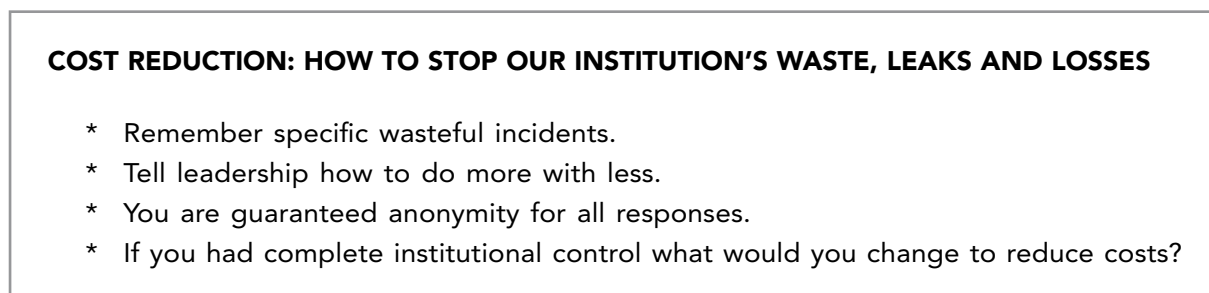 COST REDUCTION: HOW TO STOP OUR INSTITUTION’S WASTE, LEAKS AND LOSSES
* Remember specific wasteful incidents.
* Tell leadership how to do more with less.
* You are guaranteed anonymity for all responses.
* If you had complete institutional control what would you change to reduce costs?